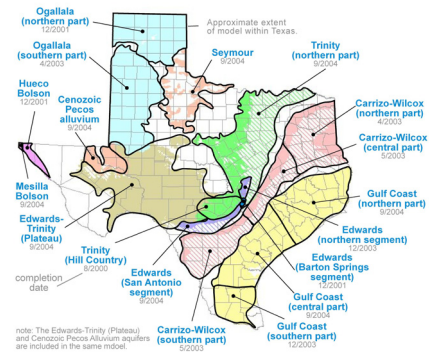 Ogallala
(northern part)
12/2001
Approximate extent
of model within Texas.
Ogallala
(southern part)
4/2003
Seymour
9/2004
Trinity
(northern part)
9/2004
Hueco
Bolson
12/2001
Cenozoic
Pecos
alluvium
9/2004
Carrizo-Wilcox
(northern part)
4/2003
Carrizo-Wilcox
(central part)
5/2003
Mesilla
Bolson
9/2004
Gulf Coast
(northern part)
9/2004
Edwards-
Trinity
(Plateau)
9/2004
Edwards
(northern segment)
12/2003
Trinity
(Hill Country)
8/2000
Edwards
(Barton Springs
segment)
12/2001
completion
date
Edwards
(San Antonio
segment)
9/2004
Gulf Coast
(central part)
9/2004
Carrizo-Wilcox
(southern part)
5/2003
Gulf Coast
(south part)
12/2003
note: The Edwards-Trinity (Plateau)
and Cenozoic Pecos Alluvium aquifers
are included in the same mdoel.